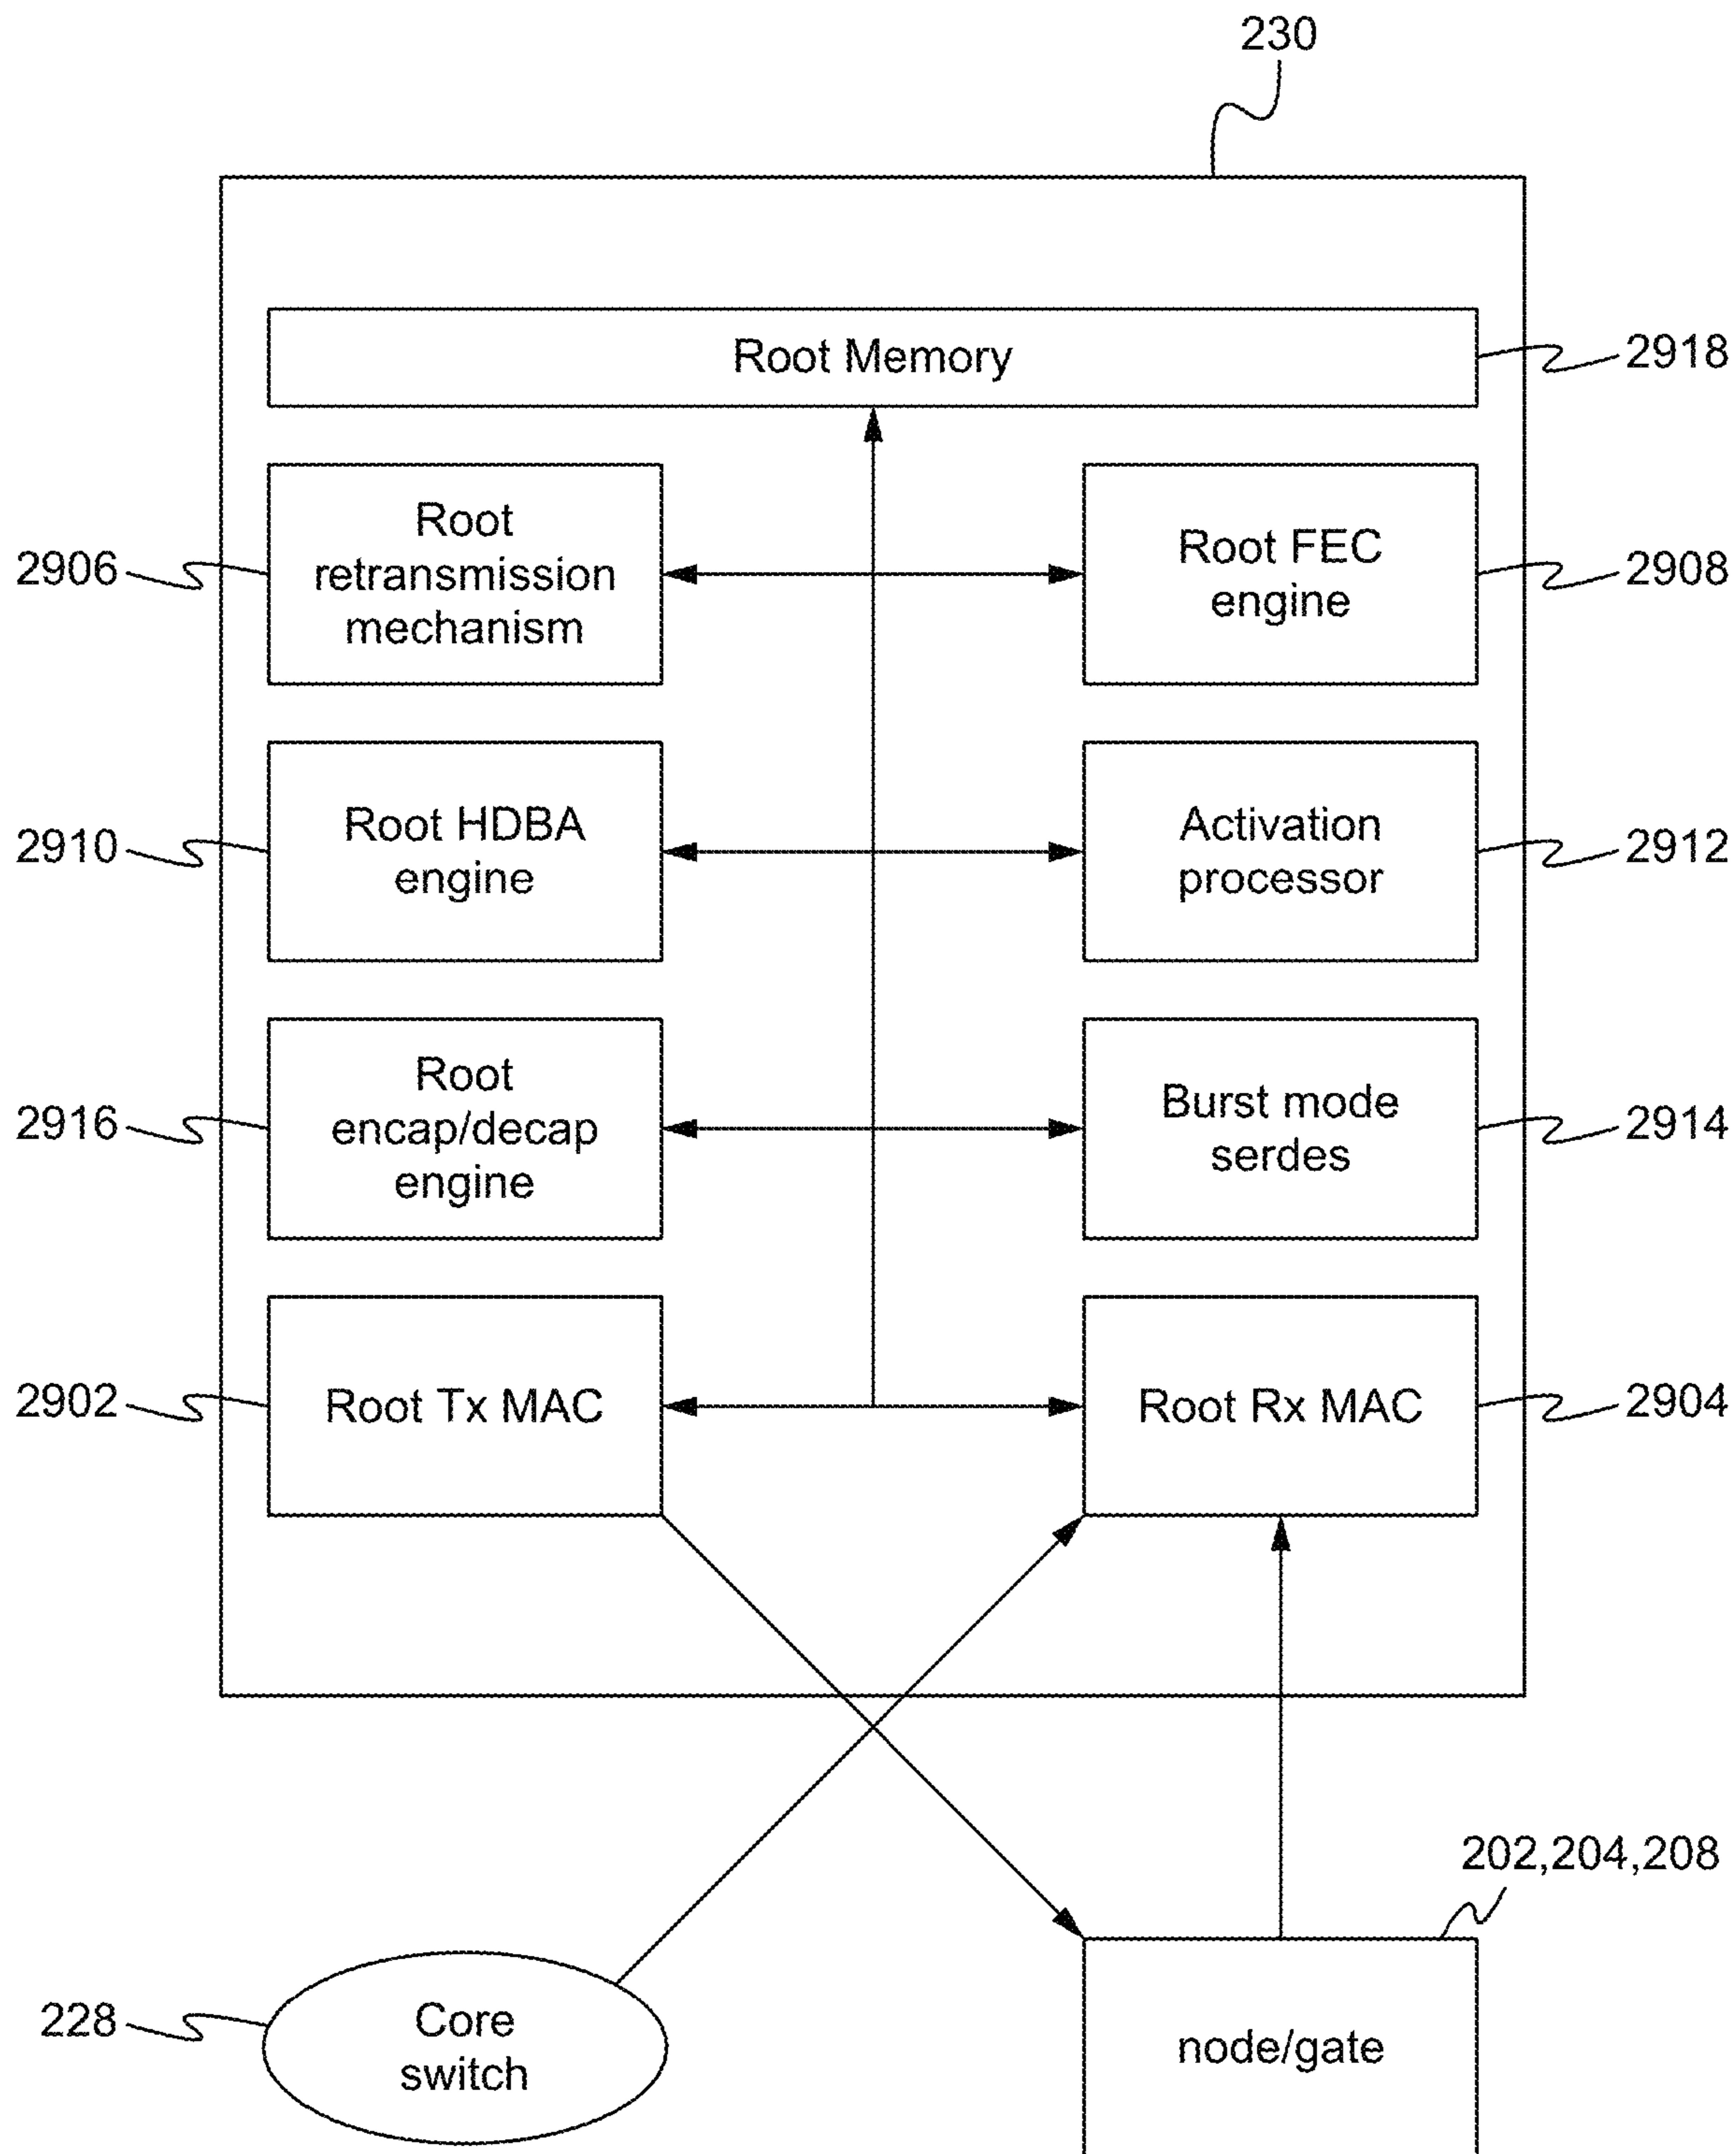 230
Root Memory
2918
Root
retransmission
mechanism
2906
Root FEC
engine
2908
Root HDBA
engine
2910
Activation
processor
2912
Root
encap/decap
engine
2916
Burst mode
serdes
2914
Root Tx MAC
2902
Root Rx MAC
2904
202,204,208
Core
switch
228
node/gate